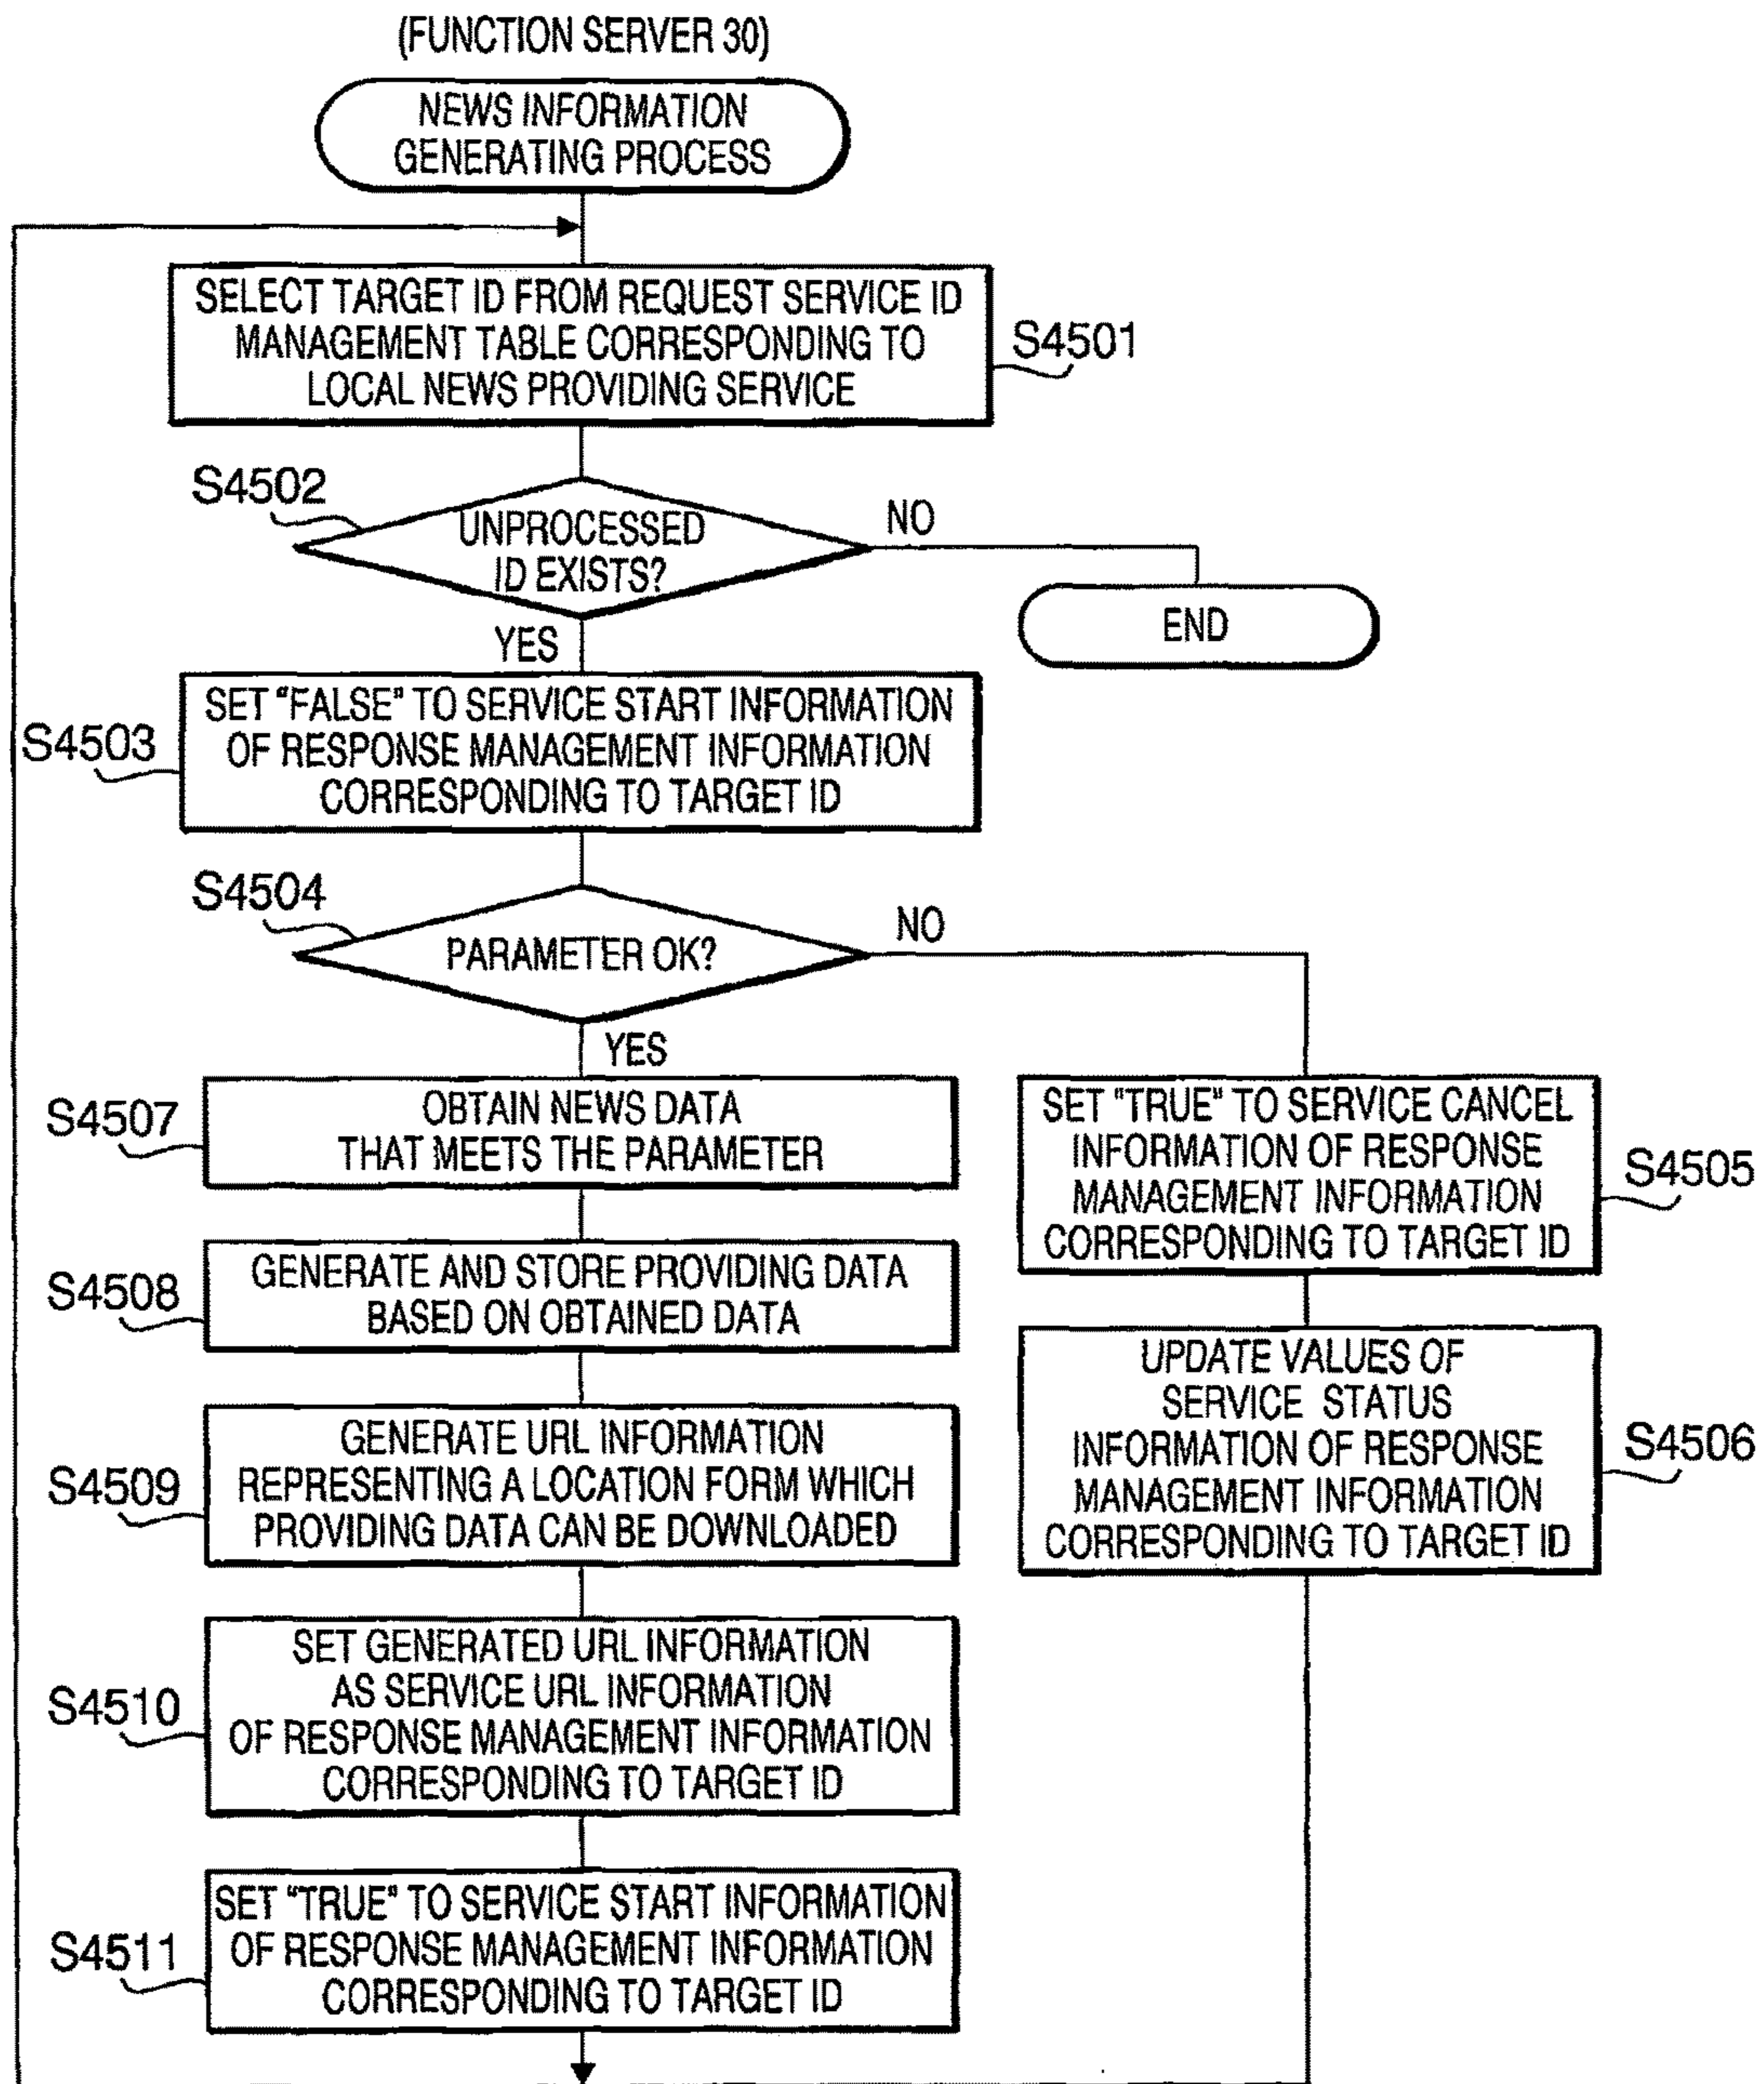 (FUNCTION SERVER 30)
NEWS INFORMATION
GENERATING PROCESS
SELECT TARGET ID FROM REQUEST SERVICE ID
MANAGEMENT TABLE CORRESPONDING TO
LOCAL NEWS PROVIDING SERVICE
S4501
S4502
UNPROCESSED
ID EXISTS?
NO
END
YES
S4503
SET "FALSE" TO SERVICE START INFORMATION
OF RESPONSE MANAGEMENT INFORMATION
CORRESPONDING TO TARGET ID
S4504
PARAMETER OK?
NO
YES
S4507
OBTAIN NEWS DATA
THAT MEETS THE PARAMETER
SET "TRUE" TO SERVICE CANCEL
INFORMATION OF RESPONSE
MANAGEMENT INFORMATION
CORRESPONDING TO TARGET ID
S4505
S4508
GENERATE AND STORE PROVIDING DATA
BASED ON OBTAINED DATA
UPDATE VALUES OF
SERVICE STATUS
INFORMATION OF RESPONSE
MANAGEMENT INFORMATION
CORRESPONDING TO TARGET ID
S4506
S4509
GENERATE URL INFORMATION
REPRESENTING A LOCATION FORM WHICH
PROVIDING DATA CAN BE DOWNLOADED
S4510
SET GENERATED URL INFORMATION
AS SERVICE URL INFORMATION
OF RESPONSE MANAGEMENT INFORMATION
CORRESPONDING TO TARGET ID
S4511
SET "TRUE" TO SERVICE START INFORMATION
OF RESPONSE MANAGEMENT INFORMATION
CORRESPONDING TO TARGET ID